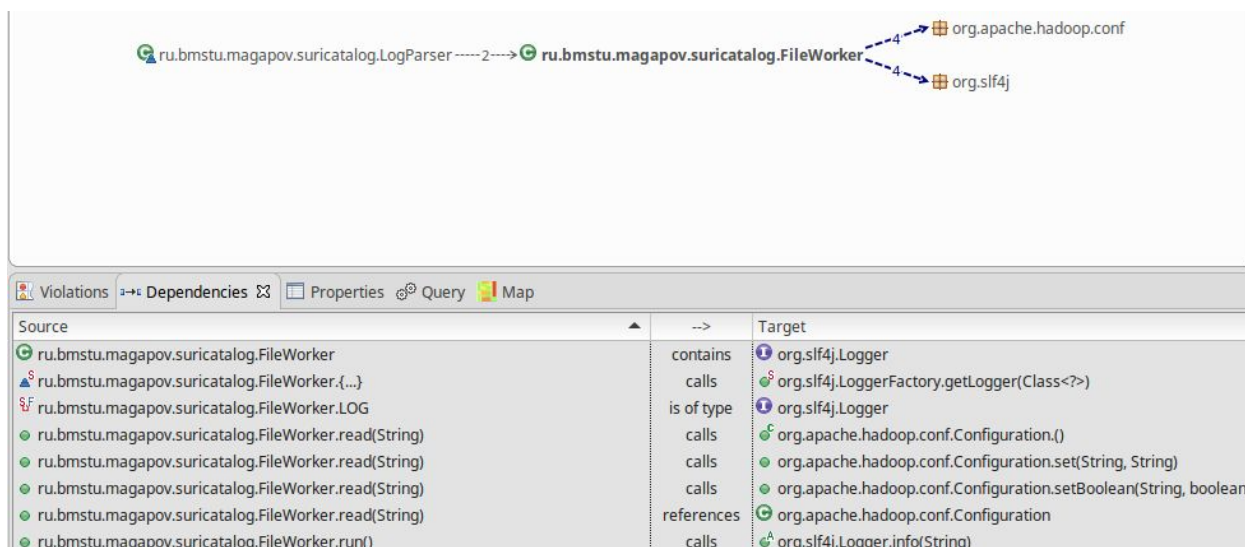 org.apache.hadoop.conf
ru.bmstu.magapov.suricatalog.LogParser 2 ru.bmstu.magapov.suricatalog.FileWorker 4
4 org.slf4j
Violations Dependencies Properties Query Map
Source --> Target
ru.bmstu.magapov.suricatalog.FileWorker contains org.slf4j.Logger
ru.bmstu.magapov.suricatalog.FileWorker.{...} calls org.slf4j.LoggerFactory.getLogger(Class<?>)
ru.bmstu.magapov.suricatalog.FileWorker.LOG is of type org.slf4j.Logger
ru.bmstu.magapov.suricatalog.FileWorker.read(String) calls org.apache.hadoop.conf.Configuration.()
ru.bmstu.magapov.suricatalog.FileWorker.read(String) calls org.apache.hadoop.conf.Configuration.set(String, String)
ru.bmstu.magapov.suricatalog.FileWorker.read(String) calls org.apache.hadoop.conf.Configuration.setBoolean(String, boolean
ru.bmstu.magapov.suricatalog.FileWorker.read(String) references org.apache.hadoop.conf.Configuration
ru.bmstu.magapov.suricatalog.FileWorker.run() calls org.slf4j.Logger.info(String)